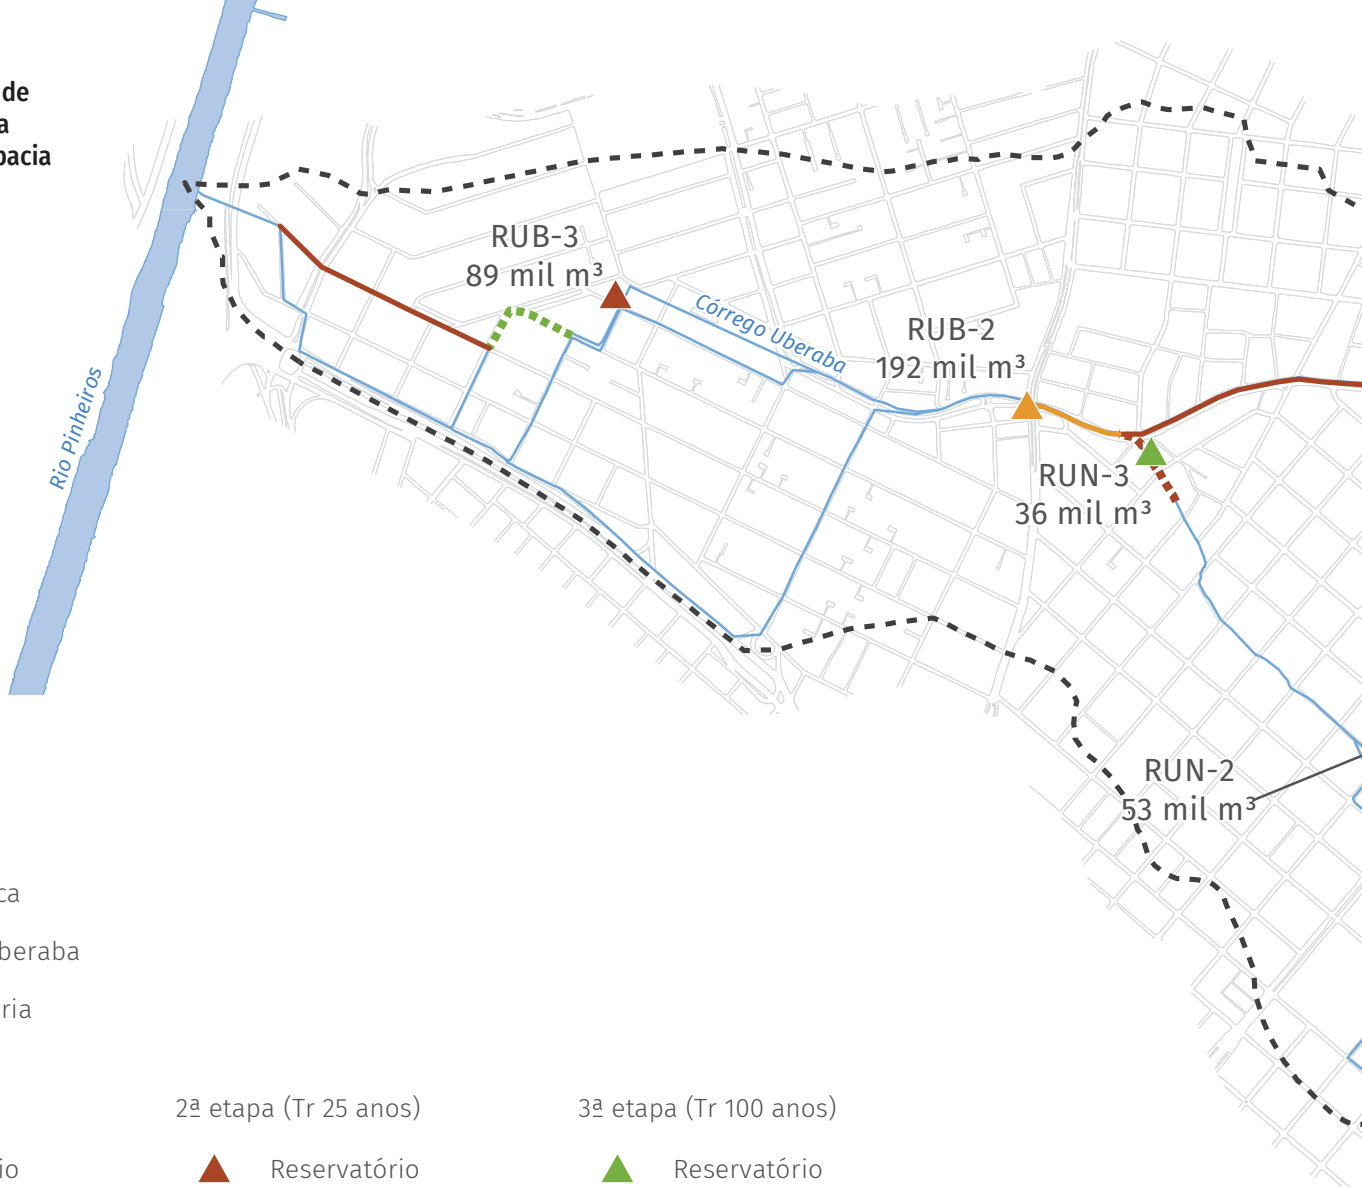 de
a
bacia
RUB-3
89 mil m³
Córrego Uberaba
RUB-2
192 mil m³
RUN-3
36 mil m³
Rio Pinheiros
RUN-2
53 mil m³
ca
beraba
ria
2ª etapa (Tr 25 anos)
3ª etapa (Tr 100 anos)
io
Reservatório
Reservatório